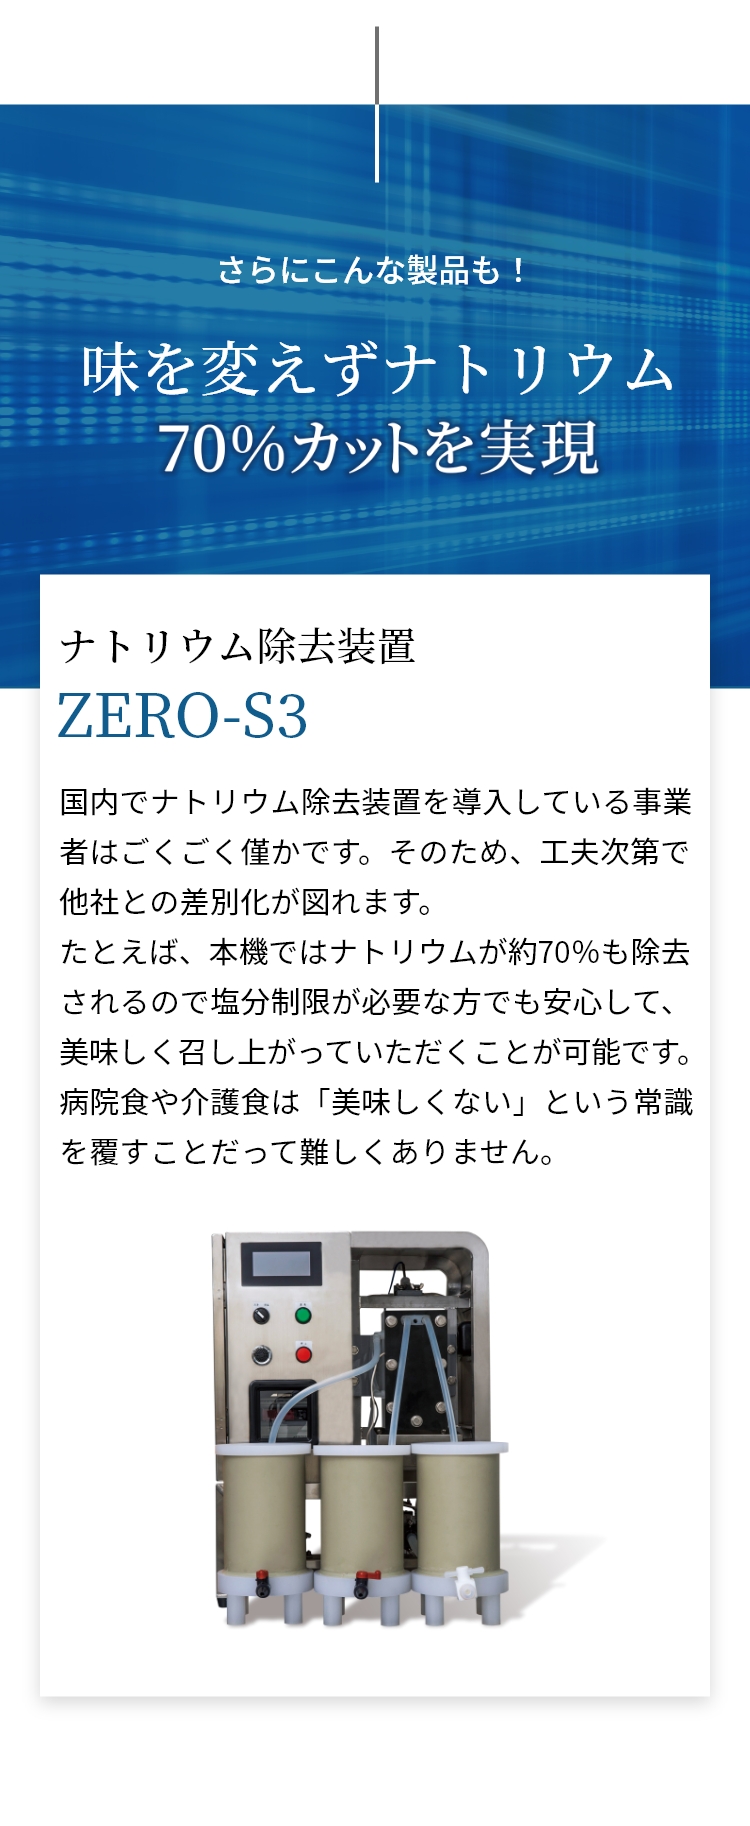 さらにこんな製品も！
味を変えずナトリウム
70％カットを実現
ナトリウム除去装置
ZERO-S3
国内でナトリウム除去装置を導入している事業
者はごくごく僅かです。そのため、工夫次第で
他社との差別化が図れます。
たとえば、本機ではナトリウムが約70％も除去
されるので塩分制限が必要な方でも安心して、
美味しく召し上がっていただくことが可能です。
病院食や介護食は「美味しくない」という常識
を覆すことだって難しくありません。